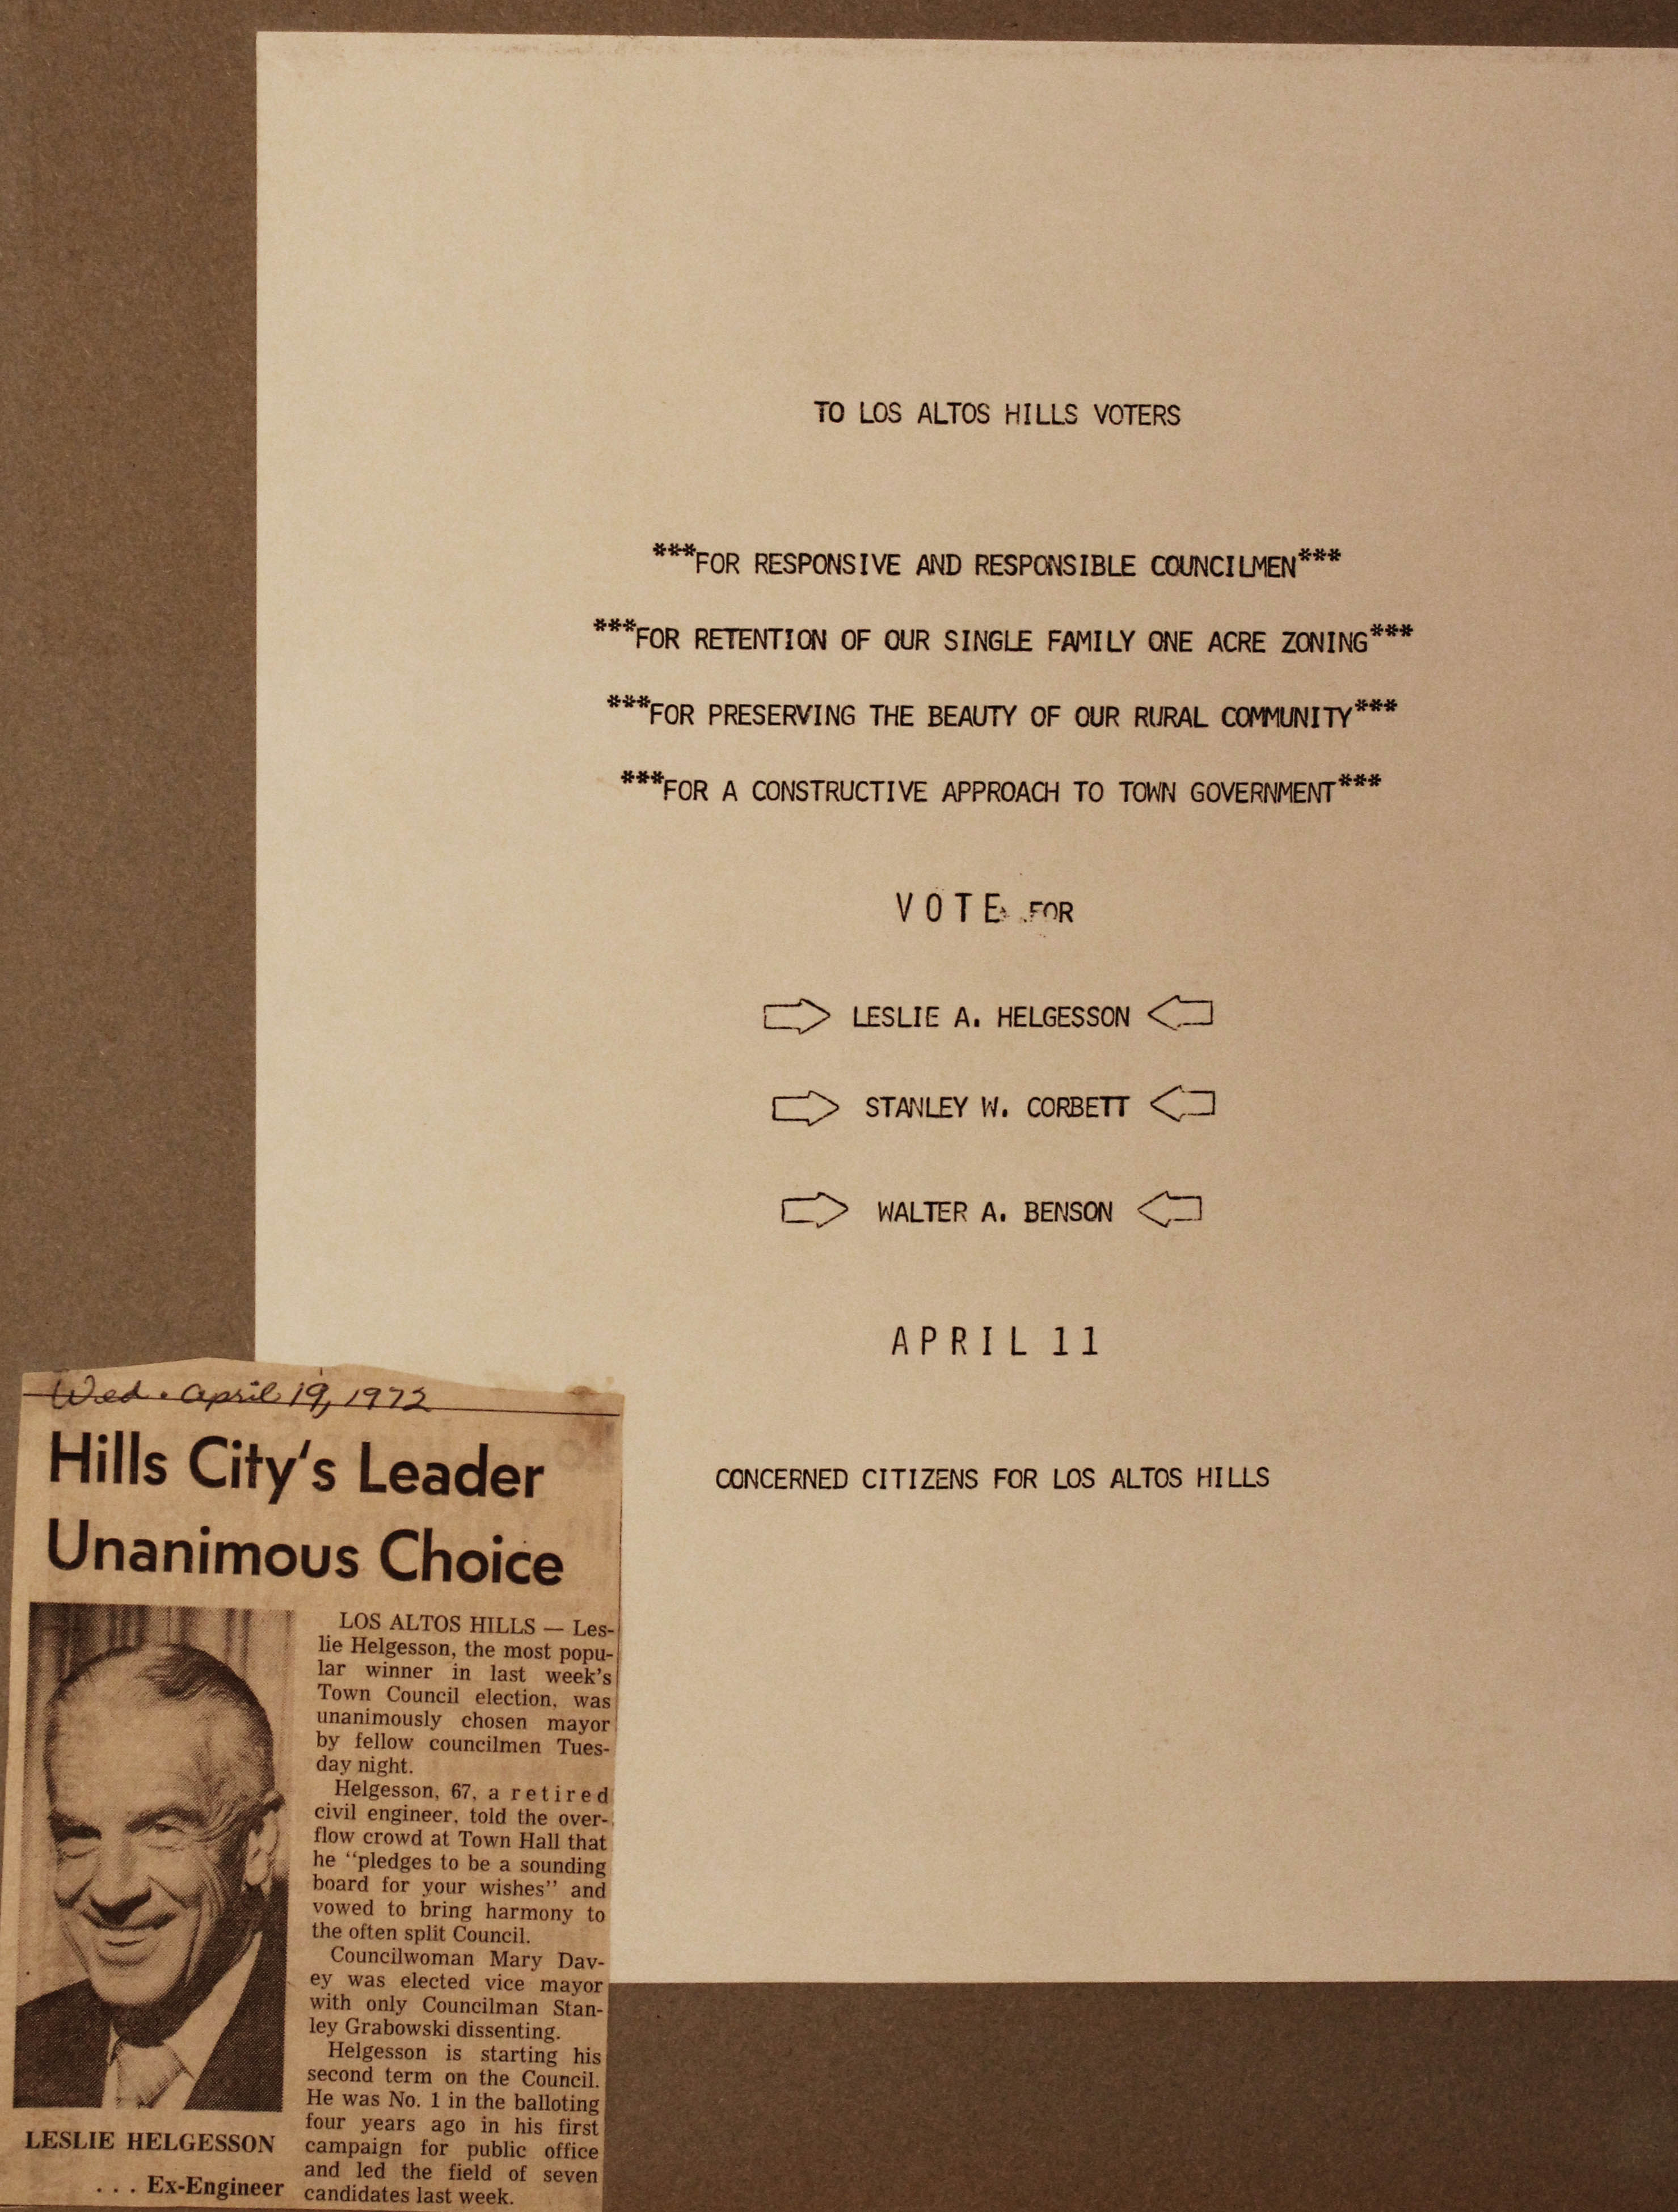 TO LOS ALTOS HILLS VOTERS
***FOR RESPONSIVE AND RESPONSIBLE COUNCILMEN***
***FOR RETENTION OF OUR SINGLE FAMILY ONE ACRE ZONING***
***FOR PRESERVING THE BEAUTY OF OUR RURAL COMMUNITY***
***FOR A CONSTRUCTIVE APPROACH TO TOWN GOVERNMENT***
V O T E FOR
LESLIE A. HELGESSON
STANLEY W. CORBETT
WALTER A. BENSON
A P R I L 11
CONCERNED CITIZENS FOR LOS ALTOS HILLS
Wed. April 19, 1972
Hills City's Leader
Unanimous Choice
LOS ALTOS HILLS — Les-
lie Helgesson, the most popu-
lar winner in last week's
Town Council election, was
unanimously chosen mayor
by fellow councilmen Tues-
day night.
Helgesson, 67, a retired
civil engineer, told the over-
flow crowd at Town Hall that
he "pledges to be a sounding
board for your wishes" and
vowed to bring harmony to
the often split Council.
Councilwoman Mary Dav-
ey was elected vice mayor
with only Councilman Stan-
ley Grabowski dissenting.
Helgesson is starting his
second term on the Council.
He was No. 1 in the balloting
four years ago in his first
campaign for public office
and led the field of seven
candidates last week.
LESLIE HELGESSON
. . . Ex-Engineer